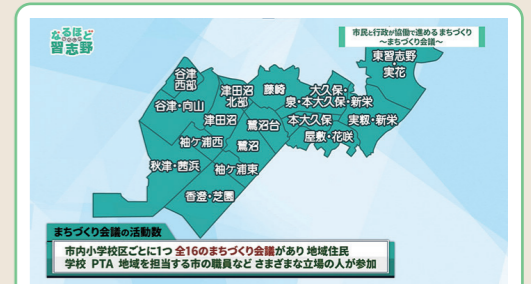 なるほど
習志野
市民と行政が協働で進める まちづくり
～まちづくり会議～
東習志野・
実花
谷津
西部
津田沼
北部
藤崎
大久保・
泉・本大久保・新栄
谷津・向山
津田沼
鷺沼台
本大久保
実籾・新栄
屋敷・花咲
袖ケ浦西
鷺沼
秋津・茜浜
袖ケ浦東
香澄・芝園
まちづくり会議の活動数
市内小学校区ごとに1つ 全16のまちづくり会議があり 地域住民
学校 PTA 地域を担当する市の職員など さまざまな立場の人が参加